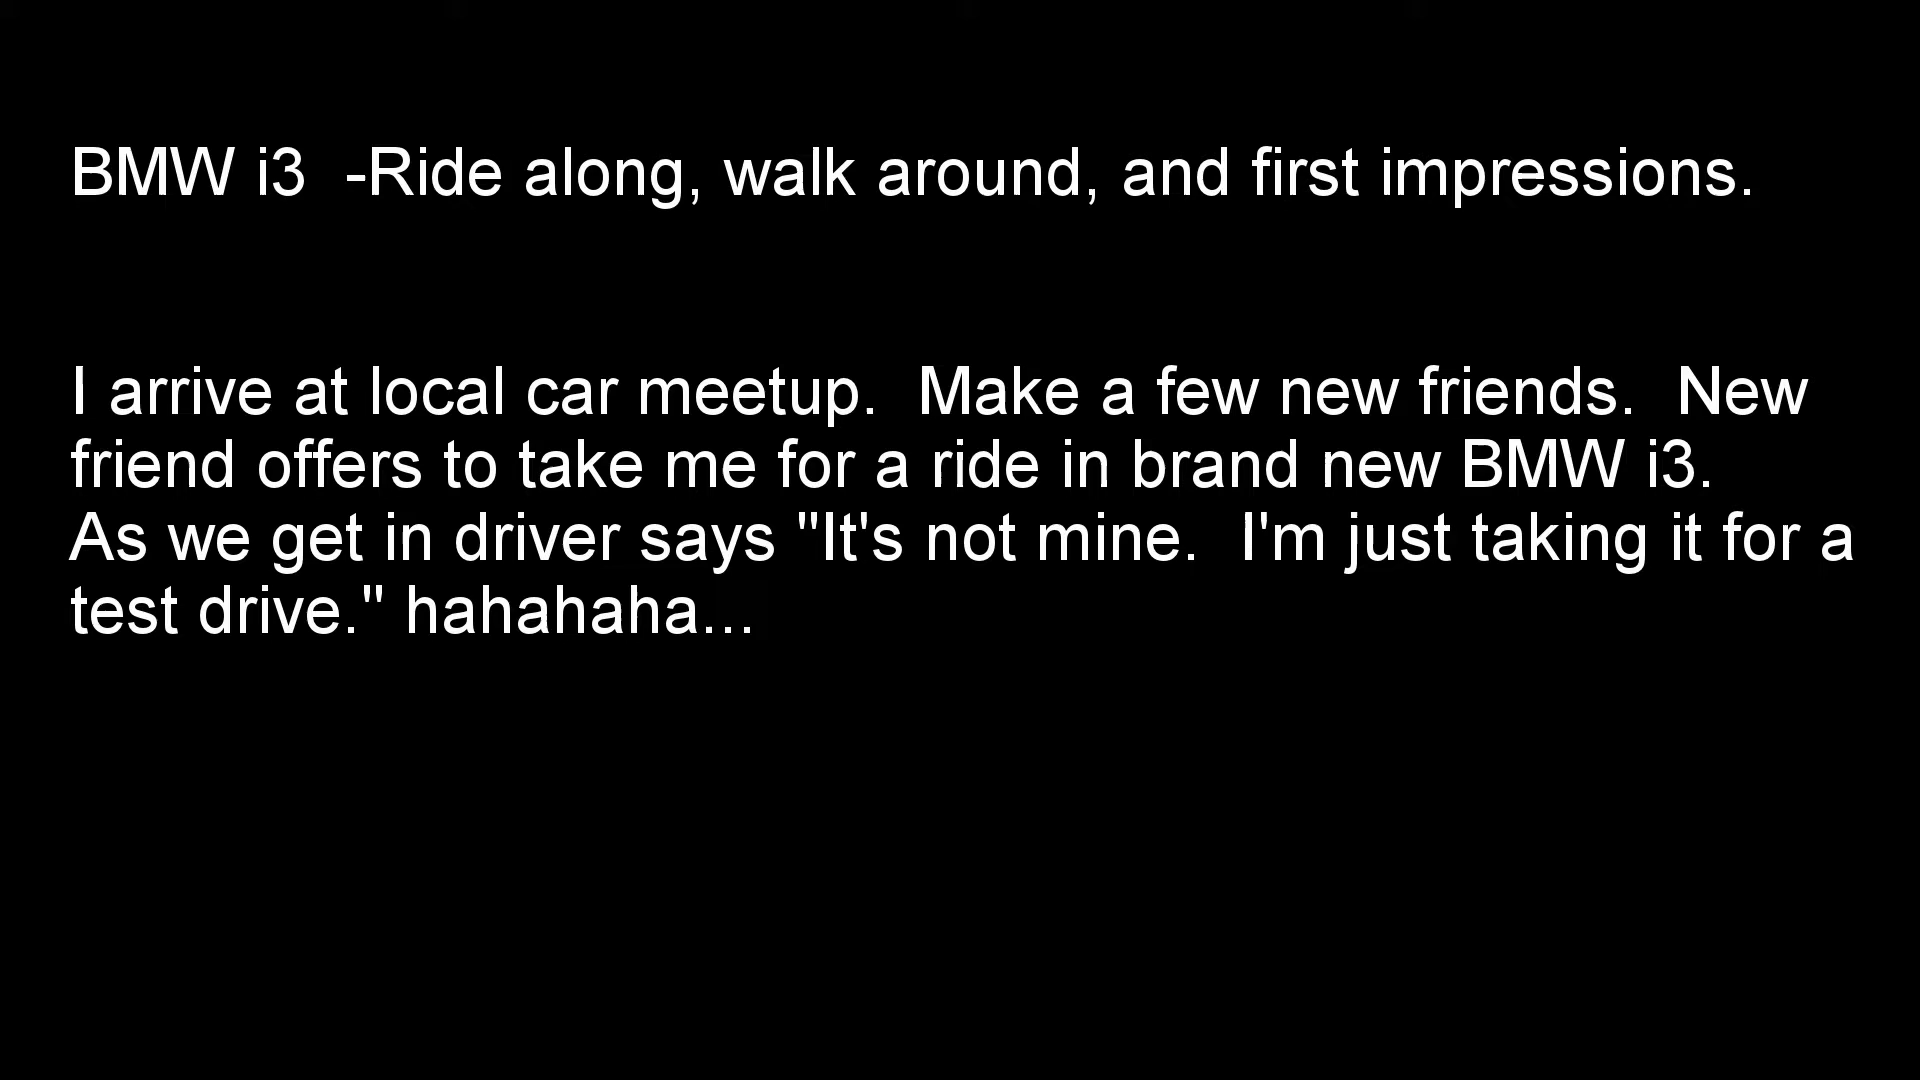 BMW i3  -Ride along, walk around, and first impressions.
I arrive at local car meetup.  Make a few new friends.  New
friend offers to take me for a ride in brand new BMW i3.
As we get in driver says "It's not mine.  I'm just taking it for a
test drive." hahahaha...